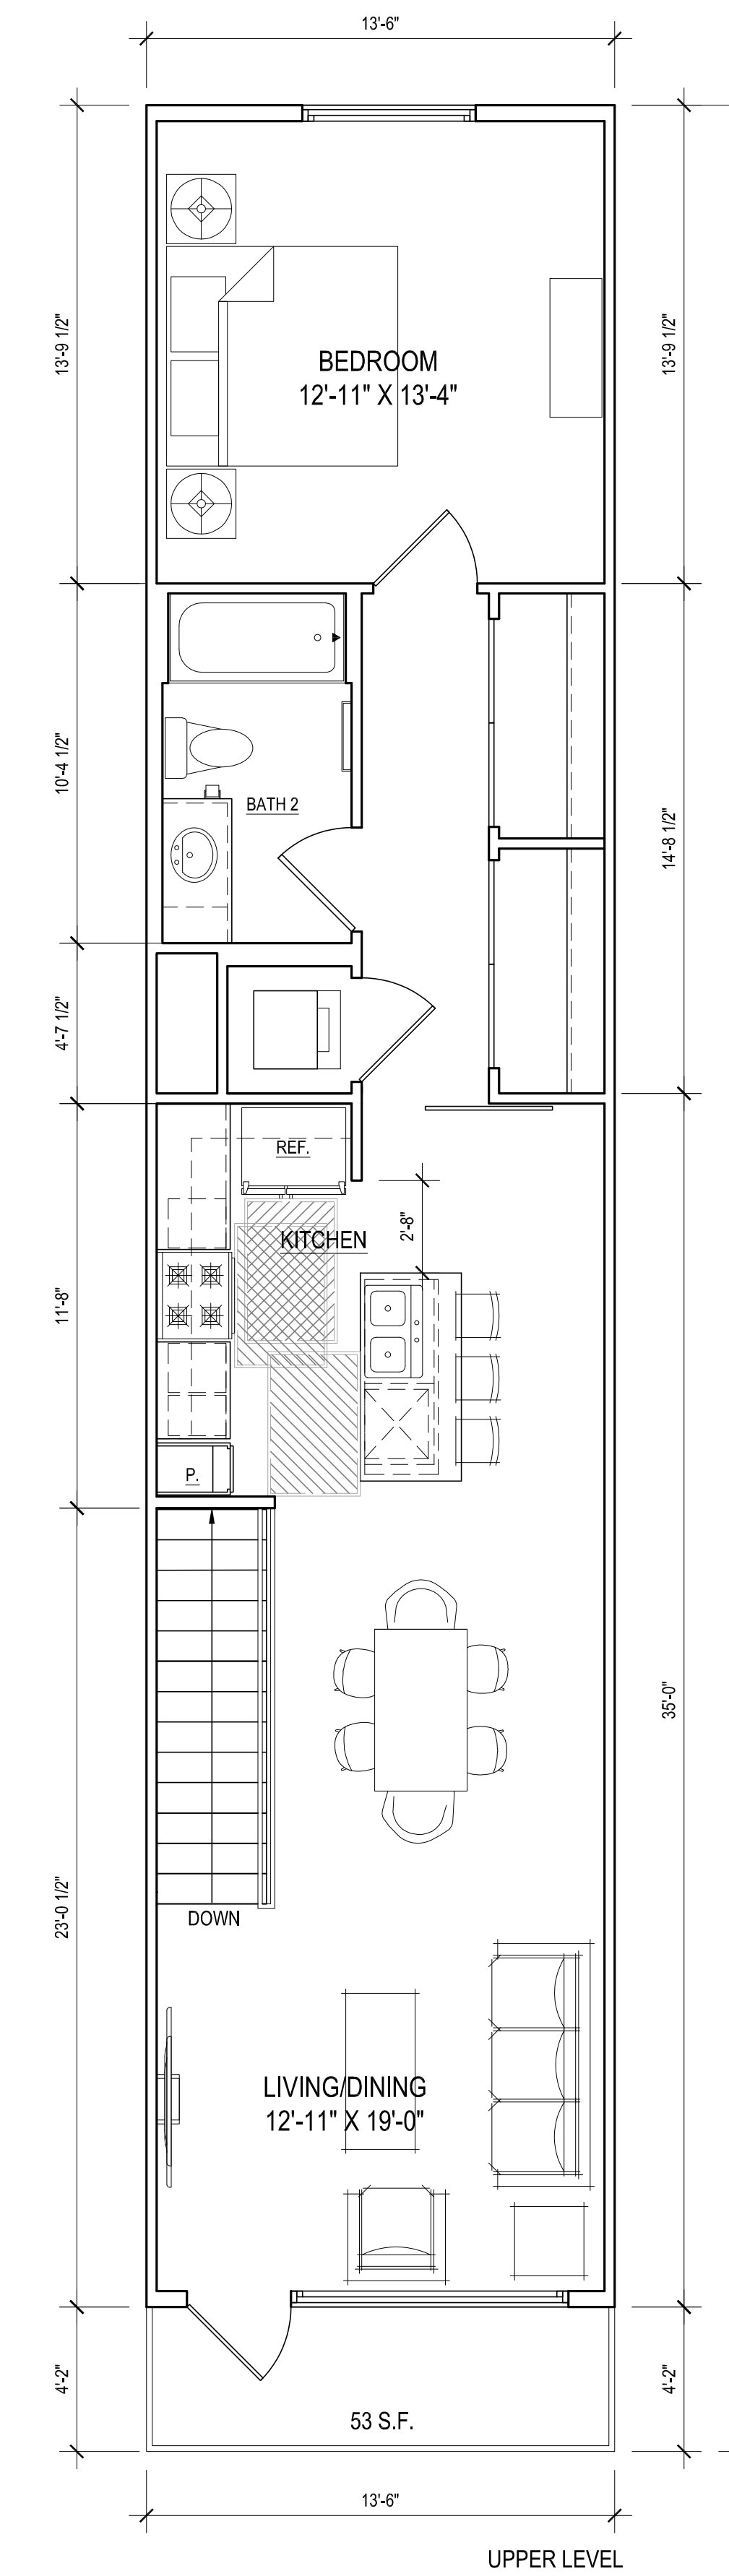 13'-6"
13'-9 1/2"
13'-9 1/2"
BEDROOM
12'-11" X 13'-4"
10'-4 1/2"
BATH 2
14'-8 1/2"
4'-7 1/2"
REF.
KITCHEN
2'-8"
11'-8"
P.
35'-0"
23'-0 1/2"
DOWN
LIVING/DINING
12'-11" X 19'-0"
4'-2"
4'-2"
53 S.F.
13'-6"
UPPER LEVEL